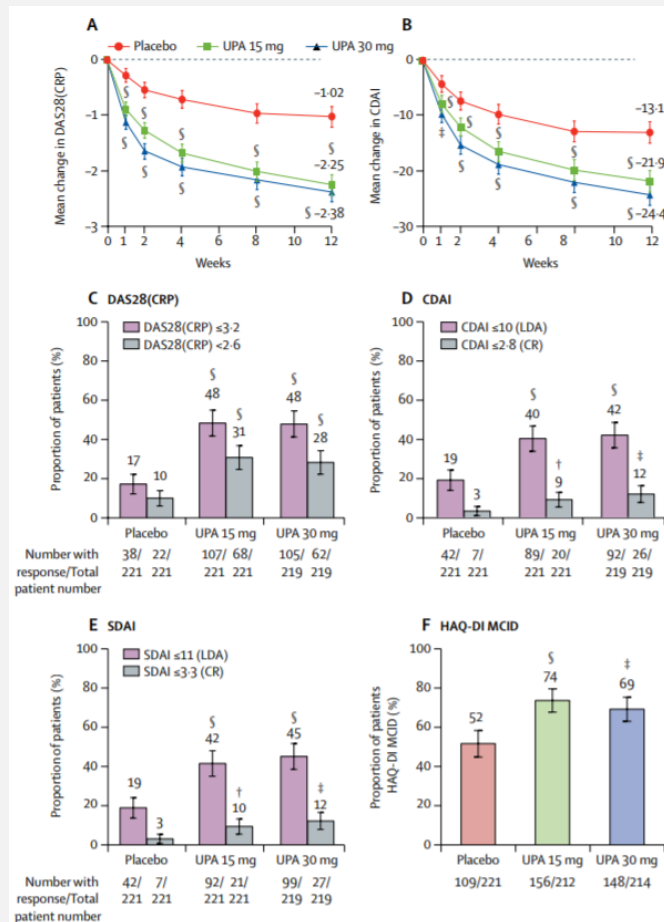 A
B
Placebo UPA 15 mg UPA 30 mg
Mean change in DAS28(CRP)
0
−1
−2
−3
§
§
§
§
§
§
§
§
−1·02
§
−2·25
§ −2·38
0 1 2 4 8 12
Weeks
Mean change in CDAI
0
−10
−20
−30
§
‡
§
§
§
§
§
§
−13·1
§ −21·9
§ −24·4
0 1 2 4 8 12
Weeks
C DAS28(CRP)
DAS28(CRP) ≤3·2
DAS28(CRP) <2·6
Proportion of patients (%)
100
80
60
40
20
0
17
10
§
48
§
31
§
48
§
28
Placebo UPA 15 mg UPA 30 mg
Number with response/Total patient number
38/ 22/ 107/ 68/ 105/ 62/
221 221 221 221 219 219
D CDAI
CDAI ≤10 (LDA)
CDAI ≤2·8 (CR)
Proportion of patients (%)
100
80
60
40
20
0
19
3
§
40
†
9
§
42
‡
12
Placebo UPA 15 mg UPA 30 mg
42/ 7/ 89/ 20/ 92/ 26/
221 221 221 221 219 219
E SDAI
SDAI ≤11 (LDA)
SDAI ≤3·3 (CR)
Proportion of patients (%)
100
80
60
40
20
0
19
3
§
42
†
10
§
45
‡
12
Placebo UPA 15 mg UPA 30 mg
Number with
response/Total
patient number
42/ 7/ 92/ 21/ 99/ 27/
221 221 221 221 219 219
F HAQ-DI MCID
Proportion of patients
HAQ-DI MCID (%)
100
80
60
40
20
0
52
§
74
‡
69
Placebo UPA 15 mg UPA 30 mg
109/221 156/212 148/214